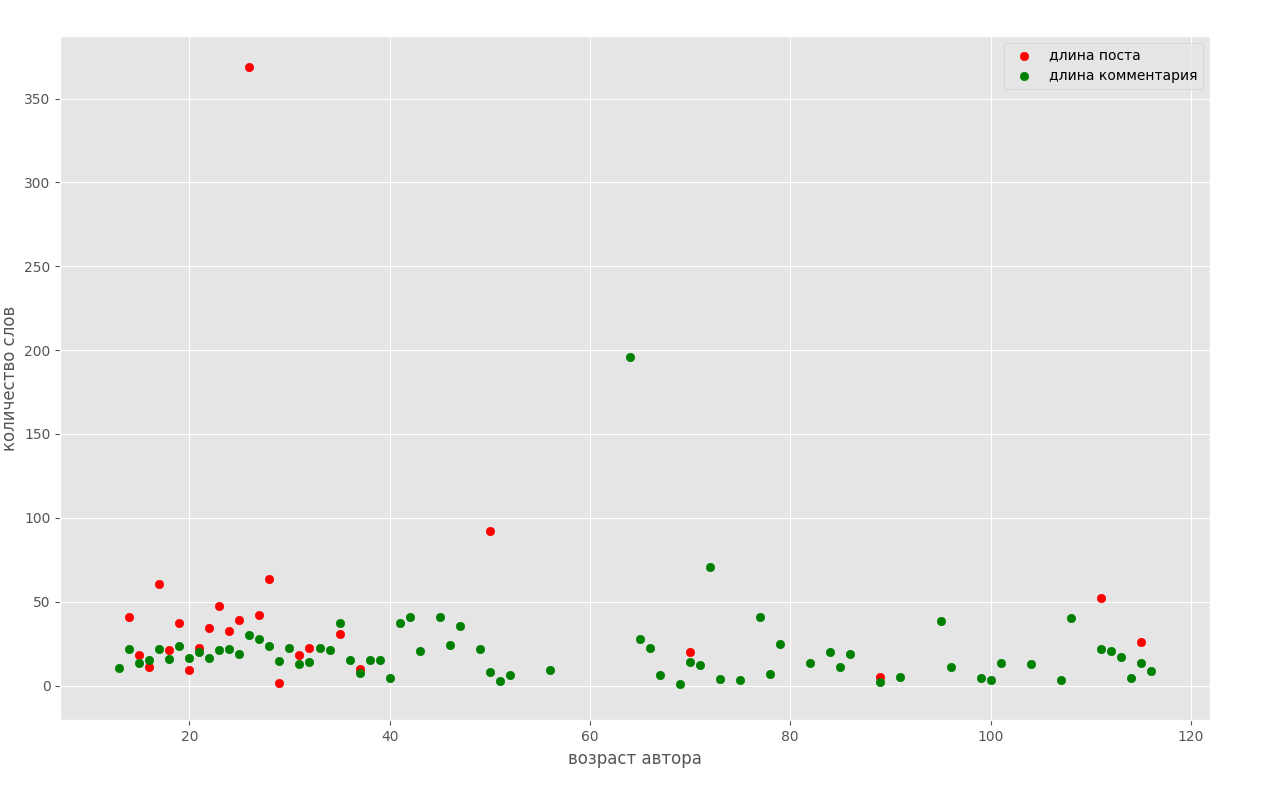 длина поста
длина комментария
350
300
250
200
150
100
50
0
количество слов
20 40 60 80 100 120
возраст автора